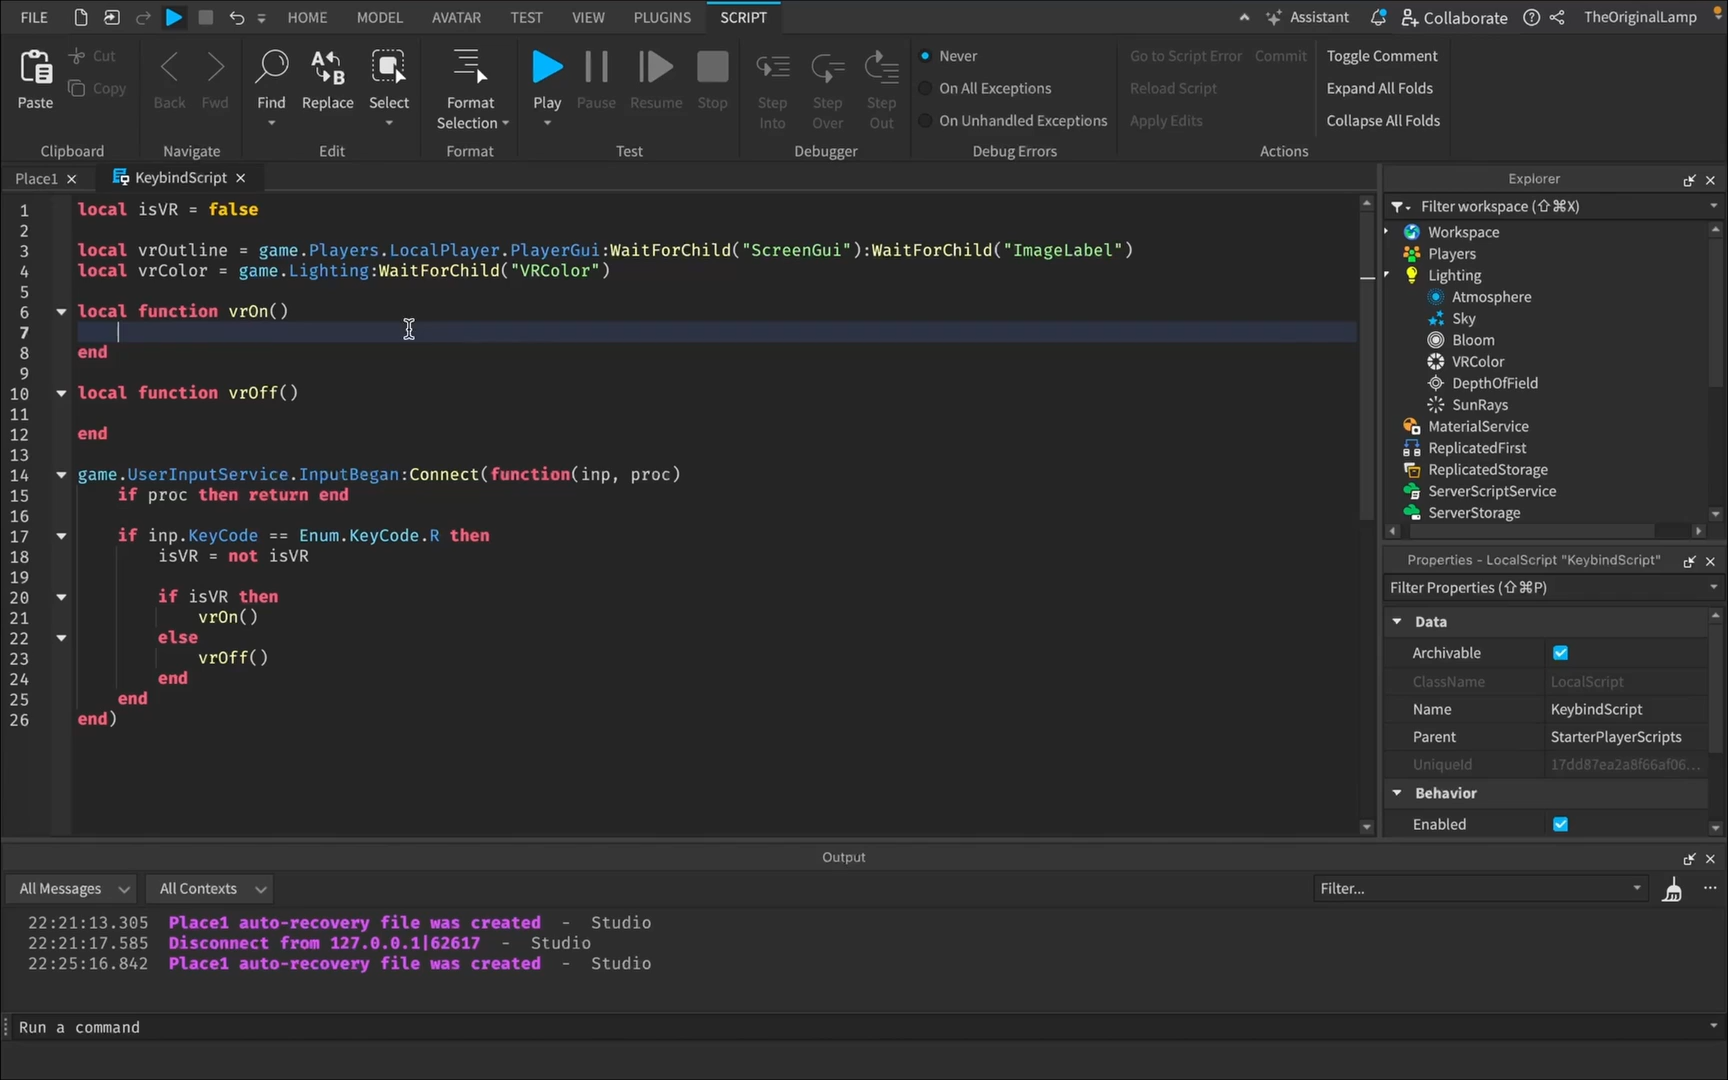 FILE HOME MODEL AVATAR TEST VIEW PLUGINS SCRIPT Assistant Collaborate TheOriginalLamp
Paste Cut Copy
Clipboard
Back Fwd
Navigate
Find Replace Select
Edit
Format Selection
Format
Play Pause Resume Stop
Test
Step Into Step Over Step Out
Debugger
Never
On All Exceptions
On Unhandled Exceptions
Debug Errors
Go to Script Error Commit Toggle Comment
Reload Script Expand All Folds
Apply Edits Collapse All Folds
Actions
Place1 KeybindScript
1 local isVR = false
2
3 local vrOutline = game.Players.LocalPlayer.PlayerGui:WaitForChild("ScreenGui"):WaitForChild("ImageLabel")
4 local vrColor = game.Lighting:WaitForChild("VRColor")
5
6 local function vrOn()
7
8 end
9
10 local function vrOff()
11
12 end
13
14 game.UserInputService.InputBegan:Connect(function(inp, proc)
15 if proc then return end
16
17 if inp.KeyCode == Enum.KeyCode.R then
18 isVR = not isVR
19
20 if isVR then
21 vrOn()
22 else
23 vrOff()
24 end
25 end
26 end)
Explorer
Filter workspace (⇧⌘X)
Workspace
Players
Lighting
Atmosphere
Sky
Bloom
VRColor
DepthOfField
SunRays
MaterialService
ReplicatedFirst
ReplicatedStorage
ServerScriptService
ServerStorage
Properties - LocalScript "KeybindScript"
Filter Properties (⇧⌘P)
Data
Archivable
ClassName LocalScript
Name KeybindScript
Parent StarterPlayerScripts
UniqueId 17dd87ea2a8f66af06...
Behavior
Enabled
Output
All Messages All Contexts Filter... ...
22:21:13.305 Place1 auto-recovery file was created - Studio
22:21:17.585 Disconnect from 127.0.0.1|62617 - Studio
22:25:16.842 Place1 auto-recovery file was created - Studio
Run a command